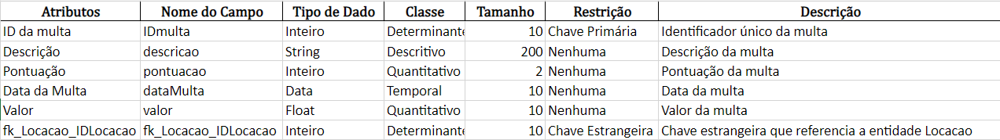 Atributos Nome do Campo Tipo de Dado Classe Tamanho Restrição Descrição
ID da multa IDmulta Inteiro Determinante 10 Chave Primária Identificador único da multa
Descrição descricao String Descritivo 200 Nenhuma Descrição da multa
Pontuação pontuacao Inteiro Quantitativo 2 Nenhuma Pontuação da multa
Data da Multa dataMulta Data Temporal 10 Nenhuma Data da multa
Valor valor Float Quantitativo 10 Nenhuma Valor da multa
fk_Locacao_IDLocacao fk_Locacao_IDLocacao Inteiro Determinante 10 Chave Estrangeira Chave estrangeira que referencia a entidade Locacao